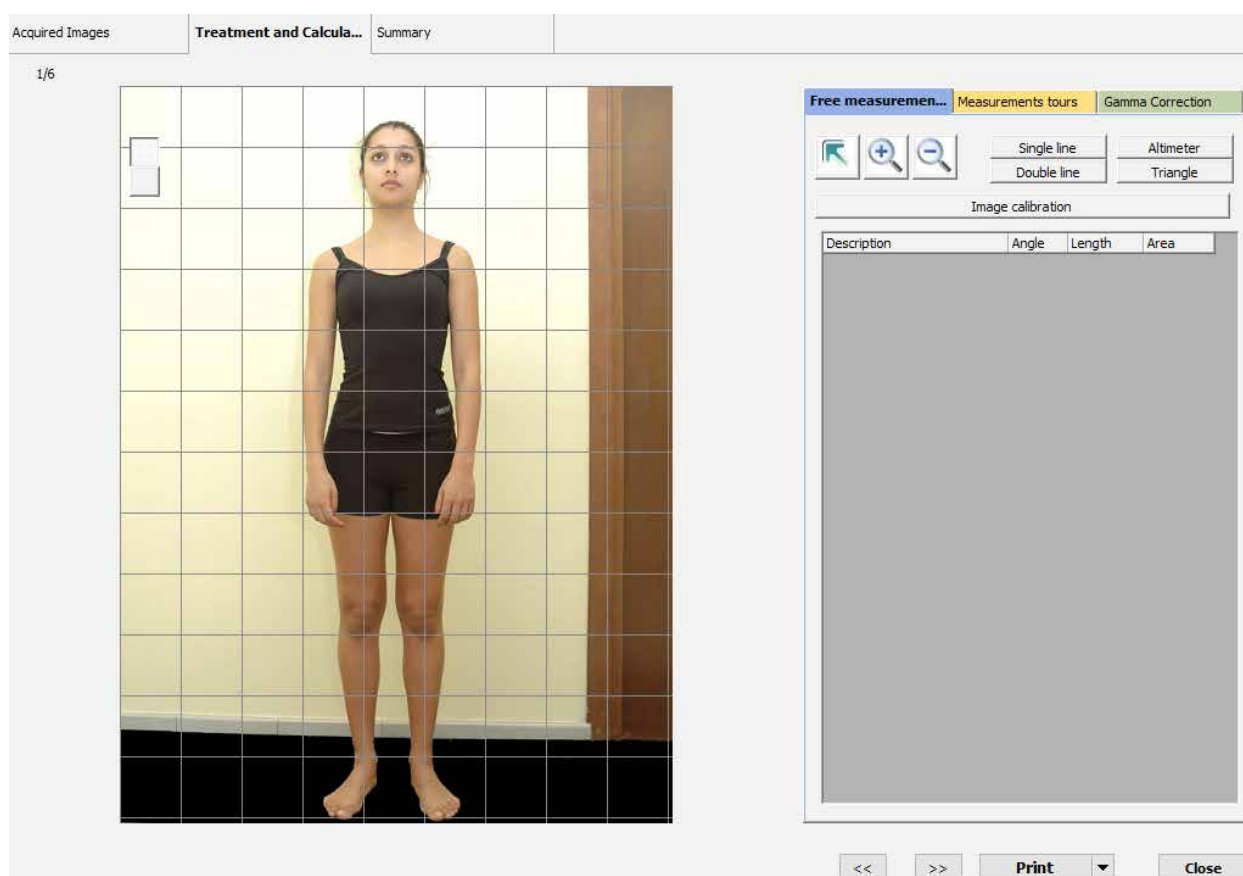 Acquired Images
Treatment and Calcula...
Summary
1/6
Free measuremen...
Measurements tours
Gamma Correction
Single line
Altimeter
Double line
Triangle
Image calibration
Description
Angle
Length
Area
<<
>>
Print
Close